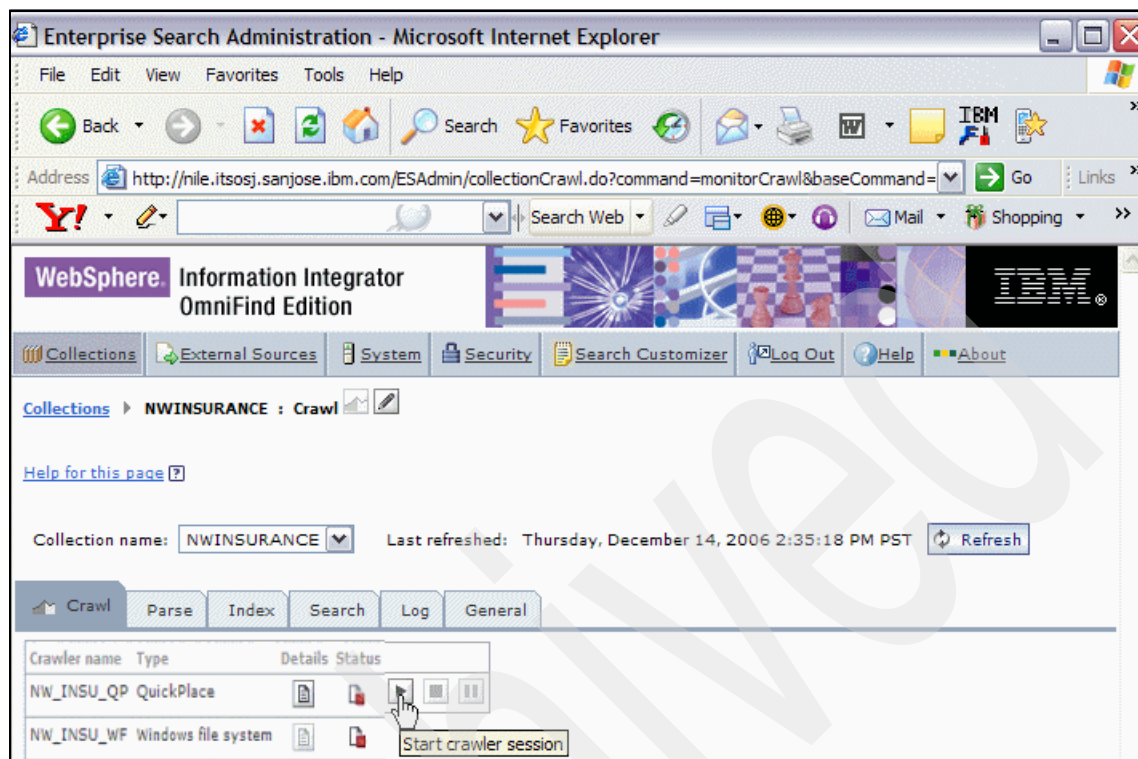 Enterprise Search Administration - Microsoft Internet Explorer
File Edit View Favorites Tools Help
Back Search Favorites W IBM »
Address http://nile.itsosj.sanjose.ibm.com/ESAdmin/collectionCrawl.do?command=monitorCrawl&baseCommand= Go Links »
Y! Search Web Mail Shopping »
WebSphere. Information Integrator
OmniFind Edition
IBM®
Collections External Sources System Security Search Customizer Log Out Help About
Collections NWINSURANCE : Crawl
Help for this page ?
Collection name: NWINSURANCE Last refreshed: Thursday, December 14, 2006 2:35:18 PM PST Refresh
Crawl Parse Index Search Log General
Crawler name Type Details Status
NW_INSU_QP QuickPlace
NW_INSU_WF Windows file system
Start crawler session